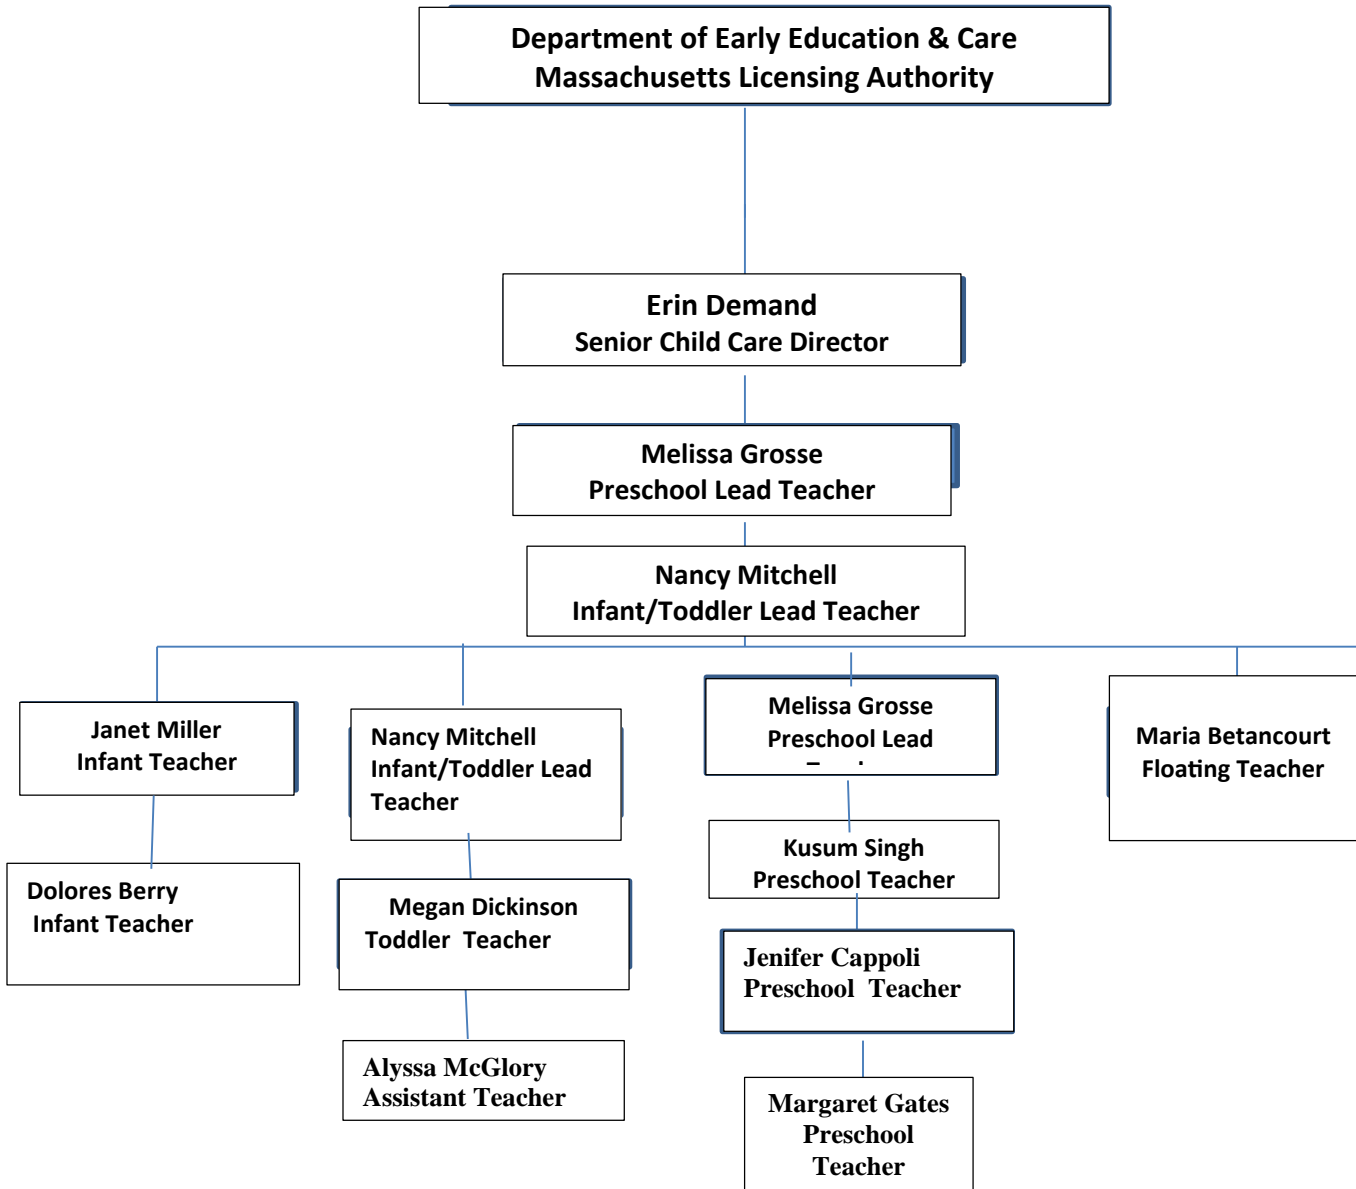 Department of Early Education & Care
Massachusetts Licensing Authority
Erin Demand
Senior Child Care Director
Melissa Grosse
Preschool Lead Teacher
Nancy Mitchell
Infant/Toddler Lead Teacher
Janet Miller
Infant Teacher
Dolores Berry
Infant Teacher
Nancy Mitchell
Infant/Toddler Lead
Teacher
Megan Dickinson
Toddler Teacher
Alyssa McGlory
Assistant Teacher
Melissa Grosse
Preschool Lead
Kusum Singh
Preschool Teacher
Jenifer Cappoli
Preschool Teacher
Margaret Gates
Preschool
Teacher
Maria Betancourt
Floating Teacher